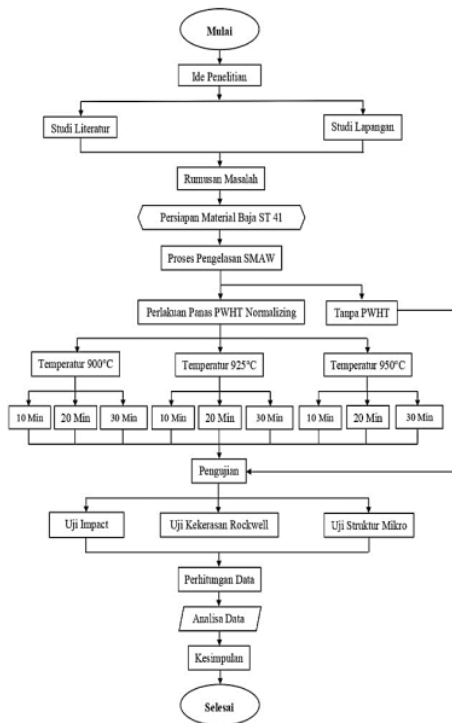 Mulai
Ide Penelitian
Studi Literatur
Studi Lapangan
Rumusan Masalah
Persiapan Material Baja ST 41
Proses Pengelasan SMAW
Perlakuan Panas PWHT Normalizing
Tanpa PWHT
Temperatur 900°C
Temperatur 925°C
Temperatur 950°C
10 Min
20 Min
30 Min
10 Min
20 Min
30 Min
10 Min
20 Min
30 Min
Pengujian
Uji Impact
Uji Kekerasan Rockwell
Uji Struktur Mikro
Perhitungan Data
Analisa Data
Kesimpulan
Selesai